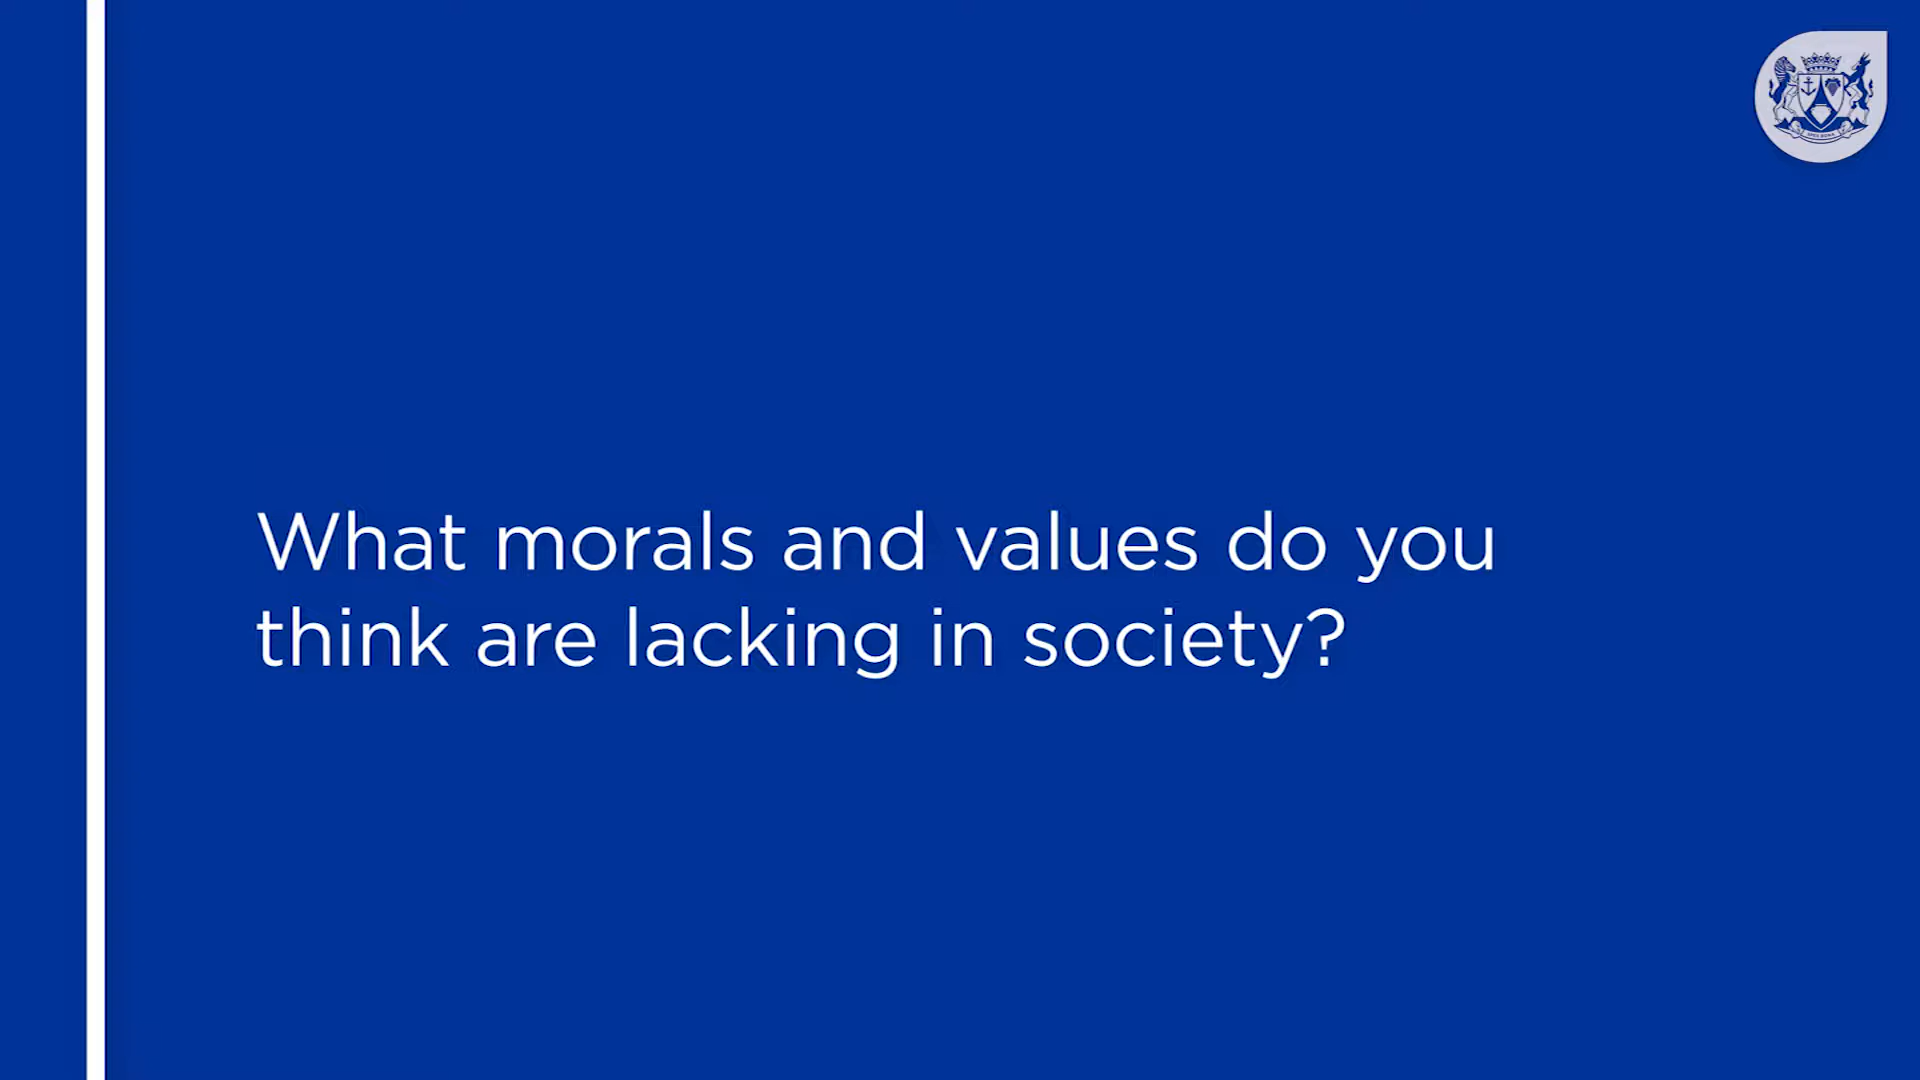 What morals and values do you
think are lacking in society?